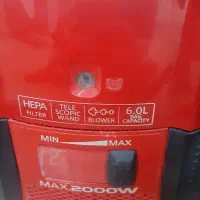 HEPA
FILTER
TELE
SCOPIC
WAND
BLOWER
6.0L
BAG
CAPACITY
MIN MAX
MAX 2000W